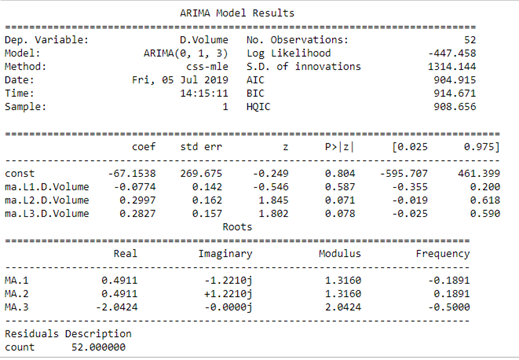 ARIMA Model Results
==============================================================================
Dep. Variable: D.Volume No. Observations: 52
Model: ARIMA(0, 1, 3) Log Likelihood -447.458
Method: css-mle S.D. of innovations 1314.144
Date: Fri, 05 Jul 2019 AIC 904.915
Time: 14:15:11 BIC 914.671
Sample: 1 HQIC 908.656
==============================================================================
coef std err z P>|z| [0.025 0.975]
------------------------------------------------------------------------------
const -67.1538 269.675 -0.249 0.804 -595.707 461.399
ma.L1.D.Volume -0.0774 0.142 -0.546 0.587 -0.355 0.200
ma.L2.D.Volume 0.2997 0.162 1.845 0.071 -0.019 0.618
ma.L3.D.Volume 0.2827 0.157 1.802 0.078 -0.025 0.590
Roots
==============================================================================
Real Imaginary Modulus Frequency
------------------------------------------------------------------------------
MA.1 0.4911 -1.2210j 1.3160 -0.1891
MA.2 0.4911 +1.2210j 1.3160 0.1891
MA.3 -2.0424 -0.0000j 2.0424 -0.5000
------------------------------------------------------------------------------
Residuals Description
count 52.000000